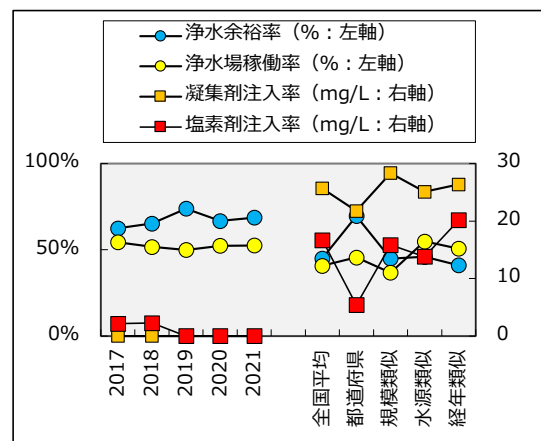 浄水余裕率(%:左軸)
浄水場稼働率(%:左軸)
凝集剤注入率(mg/L:右軸)
塩素剤注入率(mg/L:右軸)
100%
50%
0%
30
20
10
0
2017
2018
2019
2020
2021
全国平均
都道府県
規模類似
水源類似
経年類似